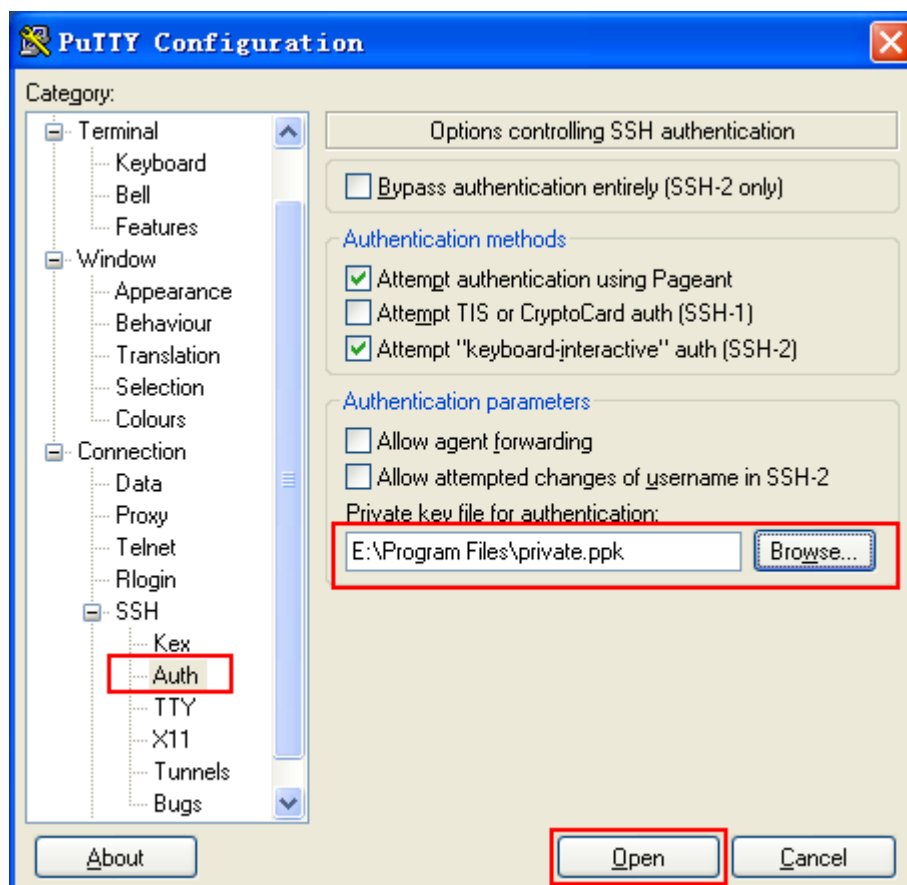 PuTTY Configuration
Category:
Terminal
Keyboard
Bell
Features
Window
Appearance
Behaviour
Translation
Selection
Colours
Connection
Data
Proxy
Telnet
Rlogin
SSH
Kex
Auth
TTY
X11
Tunnels
Bugs
Options controlling SSH authentication
Bypass authentication entirely (SSH-2 only)
Authentication methods
Attempt authentication using Pageant
Attempt TIS or CryptoCard auth (SSH-1)
Attempt "keyboard-interactive" auth (SSH-2)
Authentication parameters
Allow agent forwarding
Allow attempted changes of username in SSH-2
Private key file for authentication:
E:\Program Files\private.ppk
Browse...
About
Open
Cancel